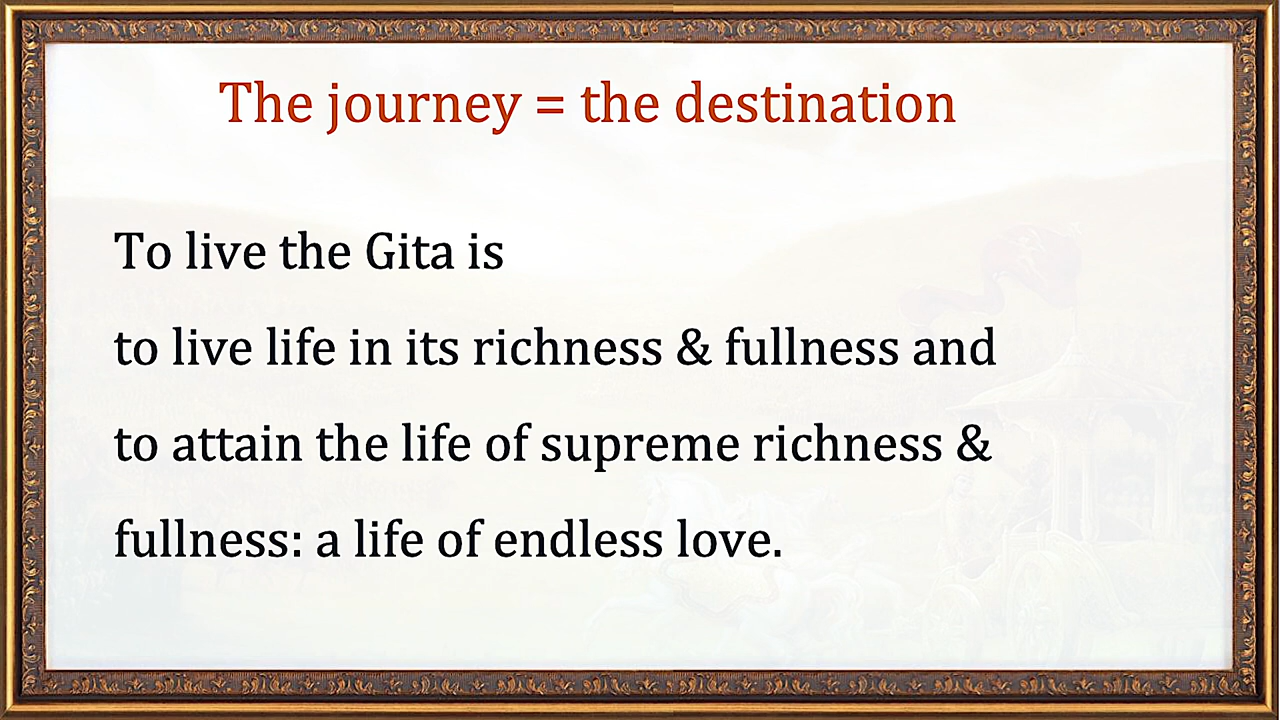 The journey = the destination
To live the Gita is
to live life in its richness & fullness and
to attain the life of supreme richness &
fullness: a life of endless love.